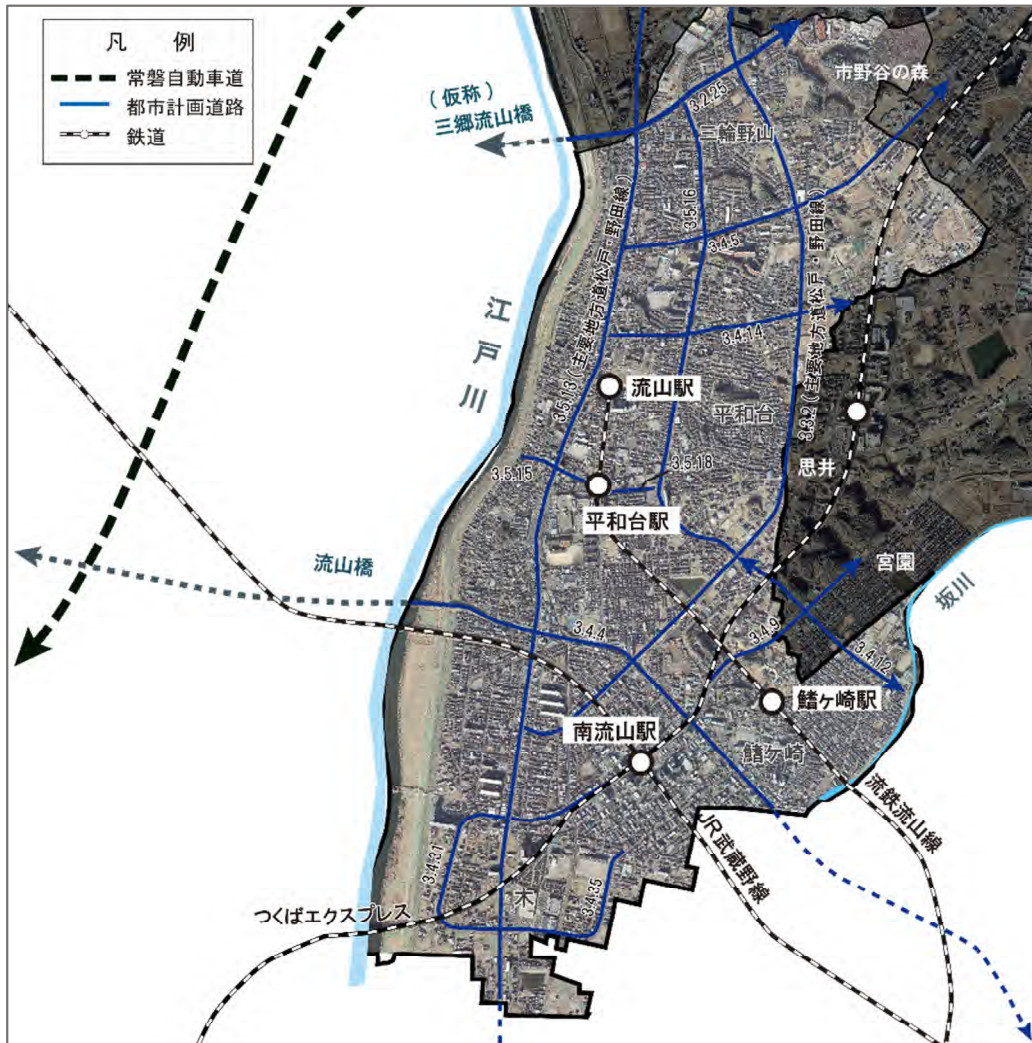 凡 例
常磐自動車道
都市計画道路
鉄道
(仮称)
三郷流山橋
3.2.25
市野谷の森
三輪野山
3.5.16
3.4.5
江戸川
3.5.13(主要地方道松戸・野田線)
3.3.2(主要地方道松戸・野田線)
3.4.14
流山駅
平和台
3.5.15
3.5.18
思井
平和台駅
流山橋
宮園
坂川
3.4.4
3.4.9
3.4.12
鰭ヶ崎駅
南流山駅
鰭ケ崎
流鉄流山線
JR武蔵野線
3.4.31
木
3.4.35
つくばエクスプレス